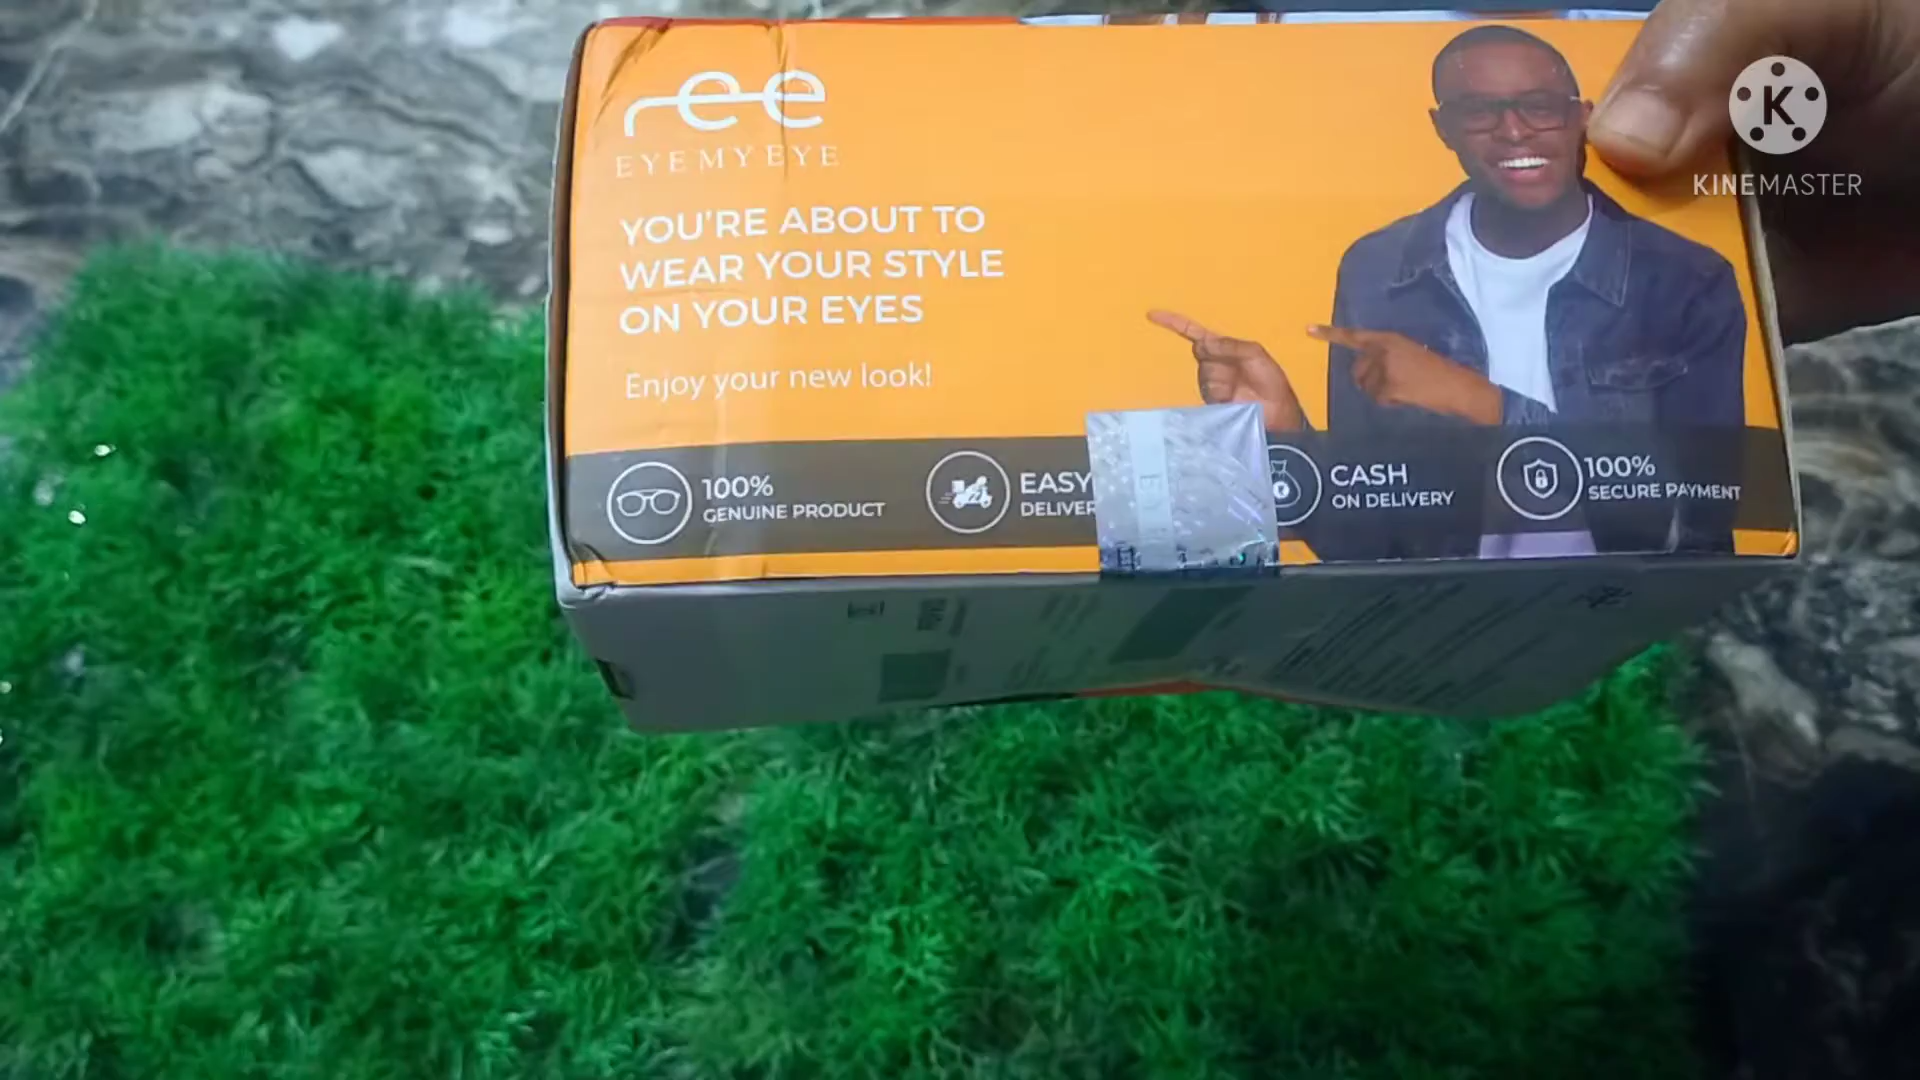 EYEMYEYE
YOU'RE ABOUT TO
WEAR YOUR STYLE
ON YOUR EYES
Enjoy your new look!
100%
GENUINE PRODUCT
EASY
CASH
ON DELIVERY
100%
SECURE PAYMENT
K
KINEMASTER